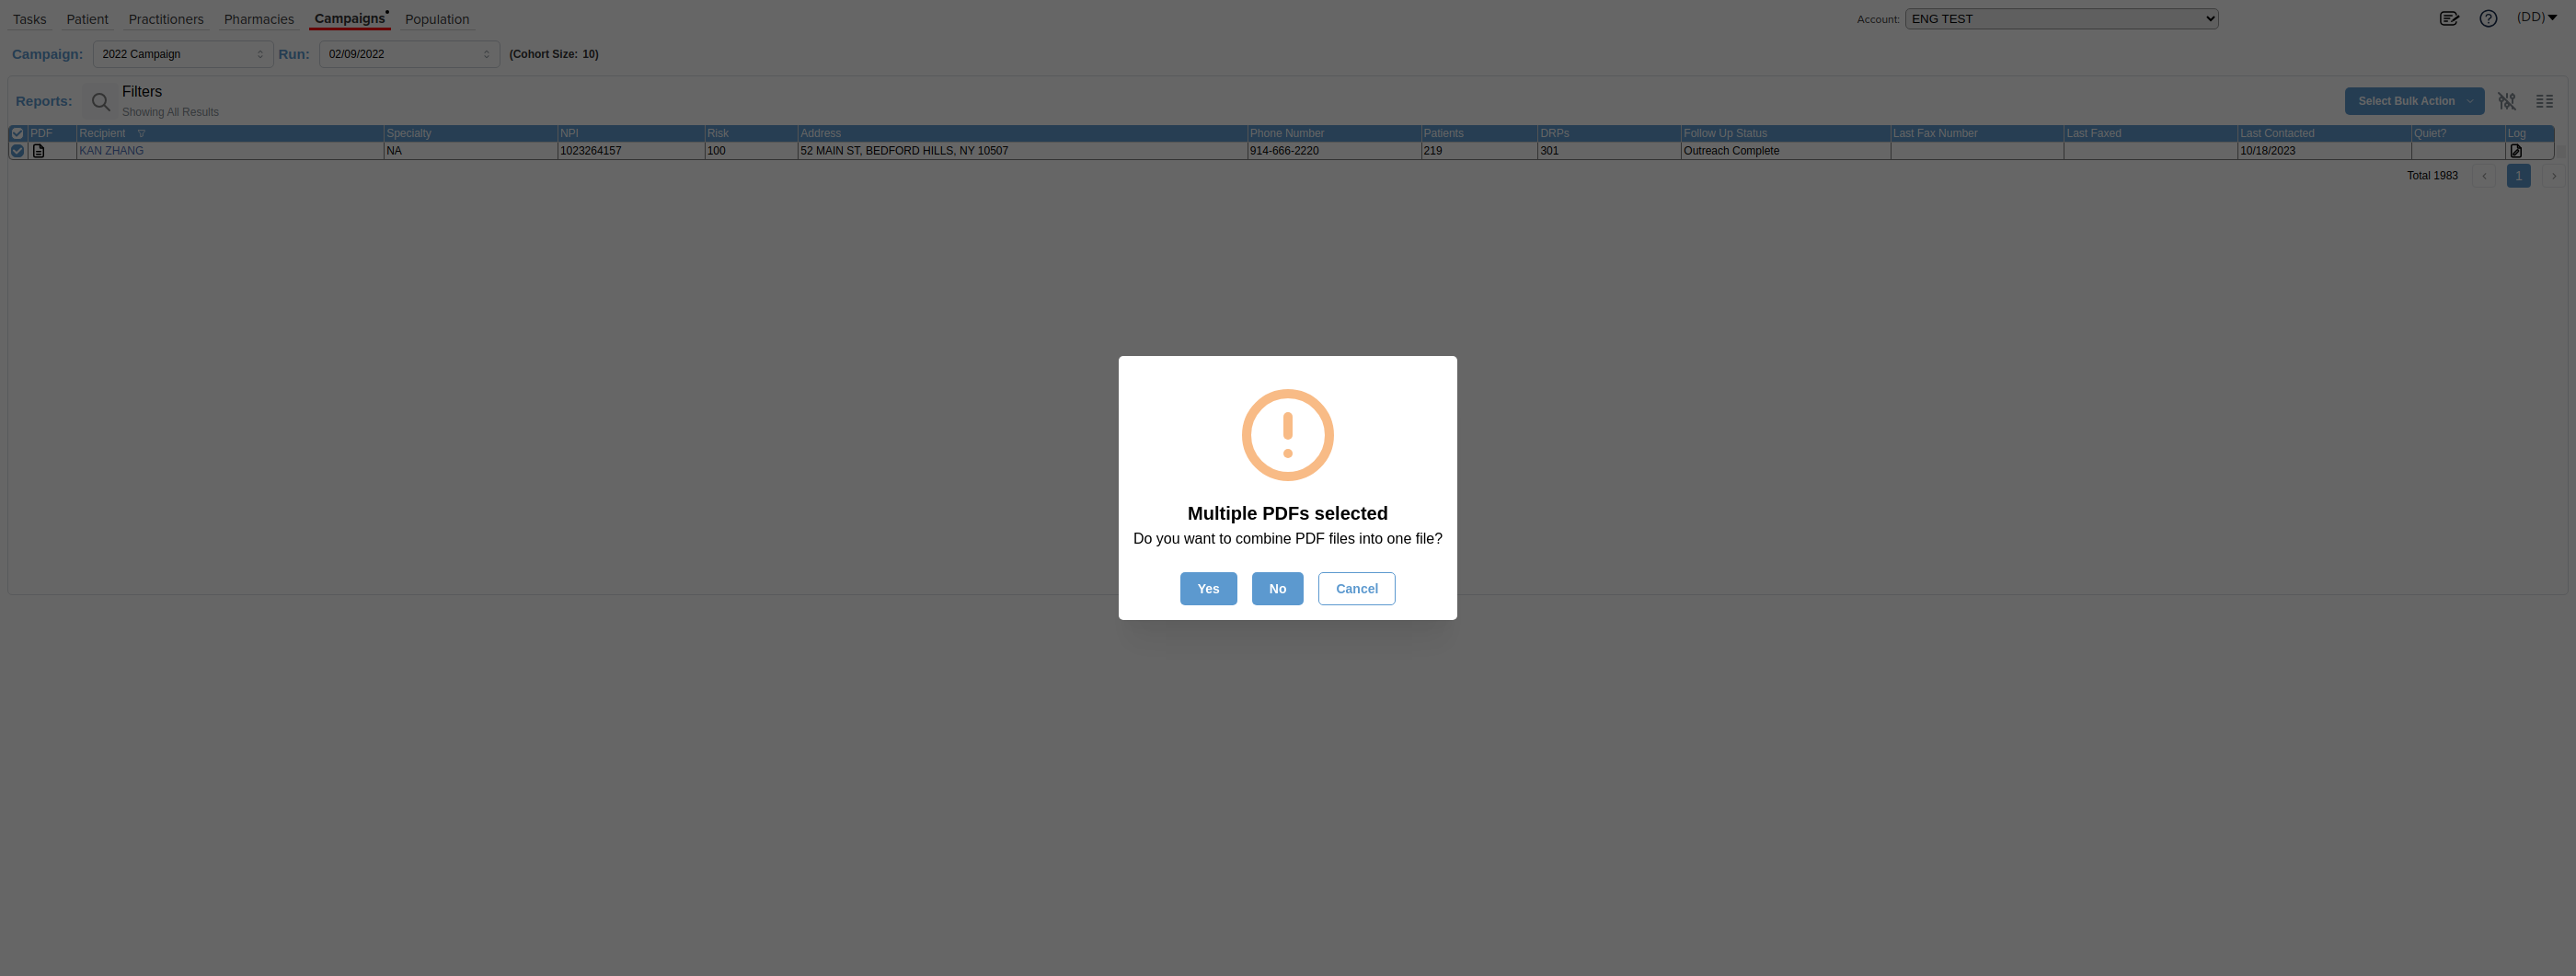 Tasks Patient Practitioners Pharmacies Campaigns Population Account: ENG TEST (DD)
Campaign: 2022 Campaign Run: 02/09/2022 (Cohort Size: 10)
Reports: Filters Select Bulk Action
Showing All Results
PDF Recipient Specialty NPI Risk Address Phone Number Patients DRPs Follow Up Status Last Fax Number Last Faxed Last Contacted Quiet? Log
KAN ZHANG NA 1023264157 100 52 MAIN ST, BEDFORD HILLS, NY 10507 914-666-2220 219 301 Outreach Complete 10/18/2023
Total 1983 1
Multiple PDFs selected
Do you want to combine PDF files into one file?
Yes No Cancel